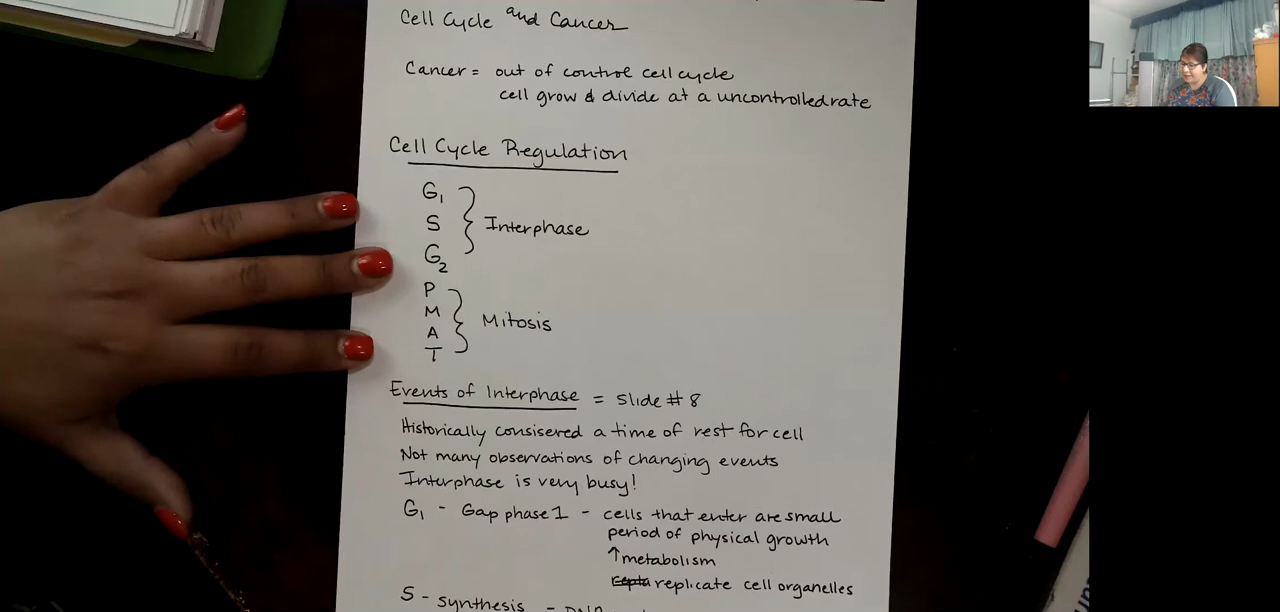 Cell Cycle and Cancer
Cancer = out of control cell cycle
cell grow & divide at a uncontrolled rate
Cell Cycle Regulation
G1
S
G2
Interphase
P
M
A
T
Mitosis
Events of Interphase = Slide # 8
Historically consisered a time of rest for cell
Not many observations of changing events
Interphase is very busy!
G1 - Gap phase 1 - cells that enter are small
period of physical growth
↑ metabolism
replicate cell organelles
S - synthesis - DNA